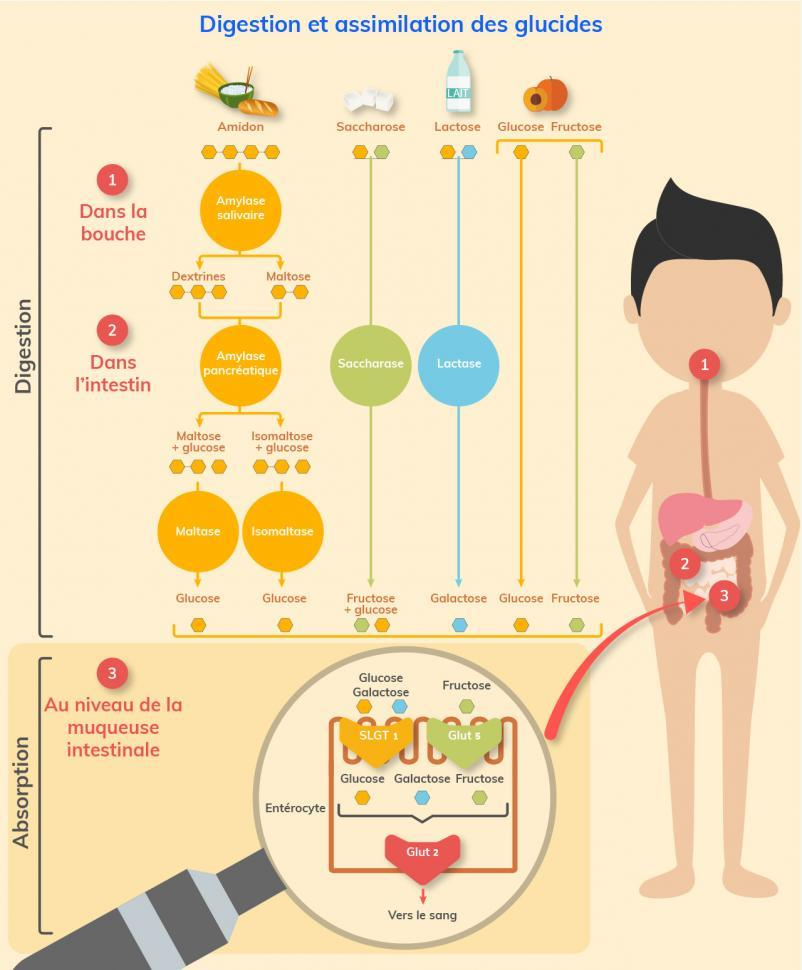 Digestion et assimilation des glucides
LAIT
Amidon
Saccharose
Lactose
Glucose Fructose
Digestion
1
Dans la
bouche
Amylase
salivaire
Dextrines
Maltose
2
Dans
l'intestin
Amylase
pancréatique
Saccharase
Lactase
Maltose
+ glucose
Isomaltose
+ glucose
Maltase
Isomaltase
Glucose
Glucose
Fructose
+ glucose
Galactose
Glucose
Fructose
1
2
3
Absorption
3
Au niveau de la
muqueuse
intestinale
Glucose
Galactose
Fructose
SLGT 1
Glut 5
Glucose
Galactose
Fructose
Entérocyte
Glut 2
Vers le sang